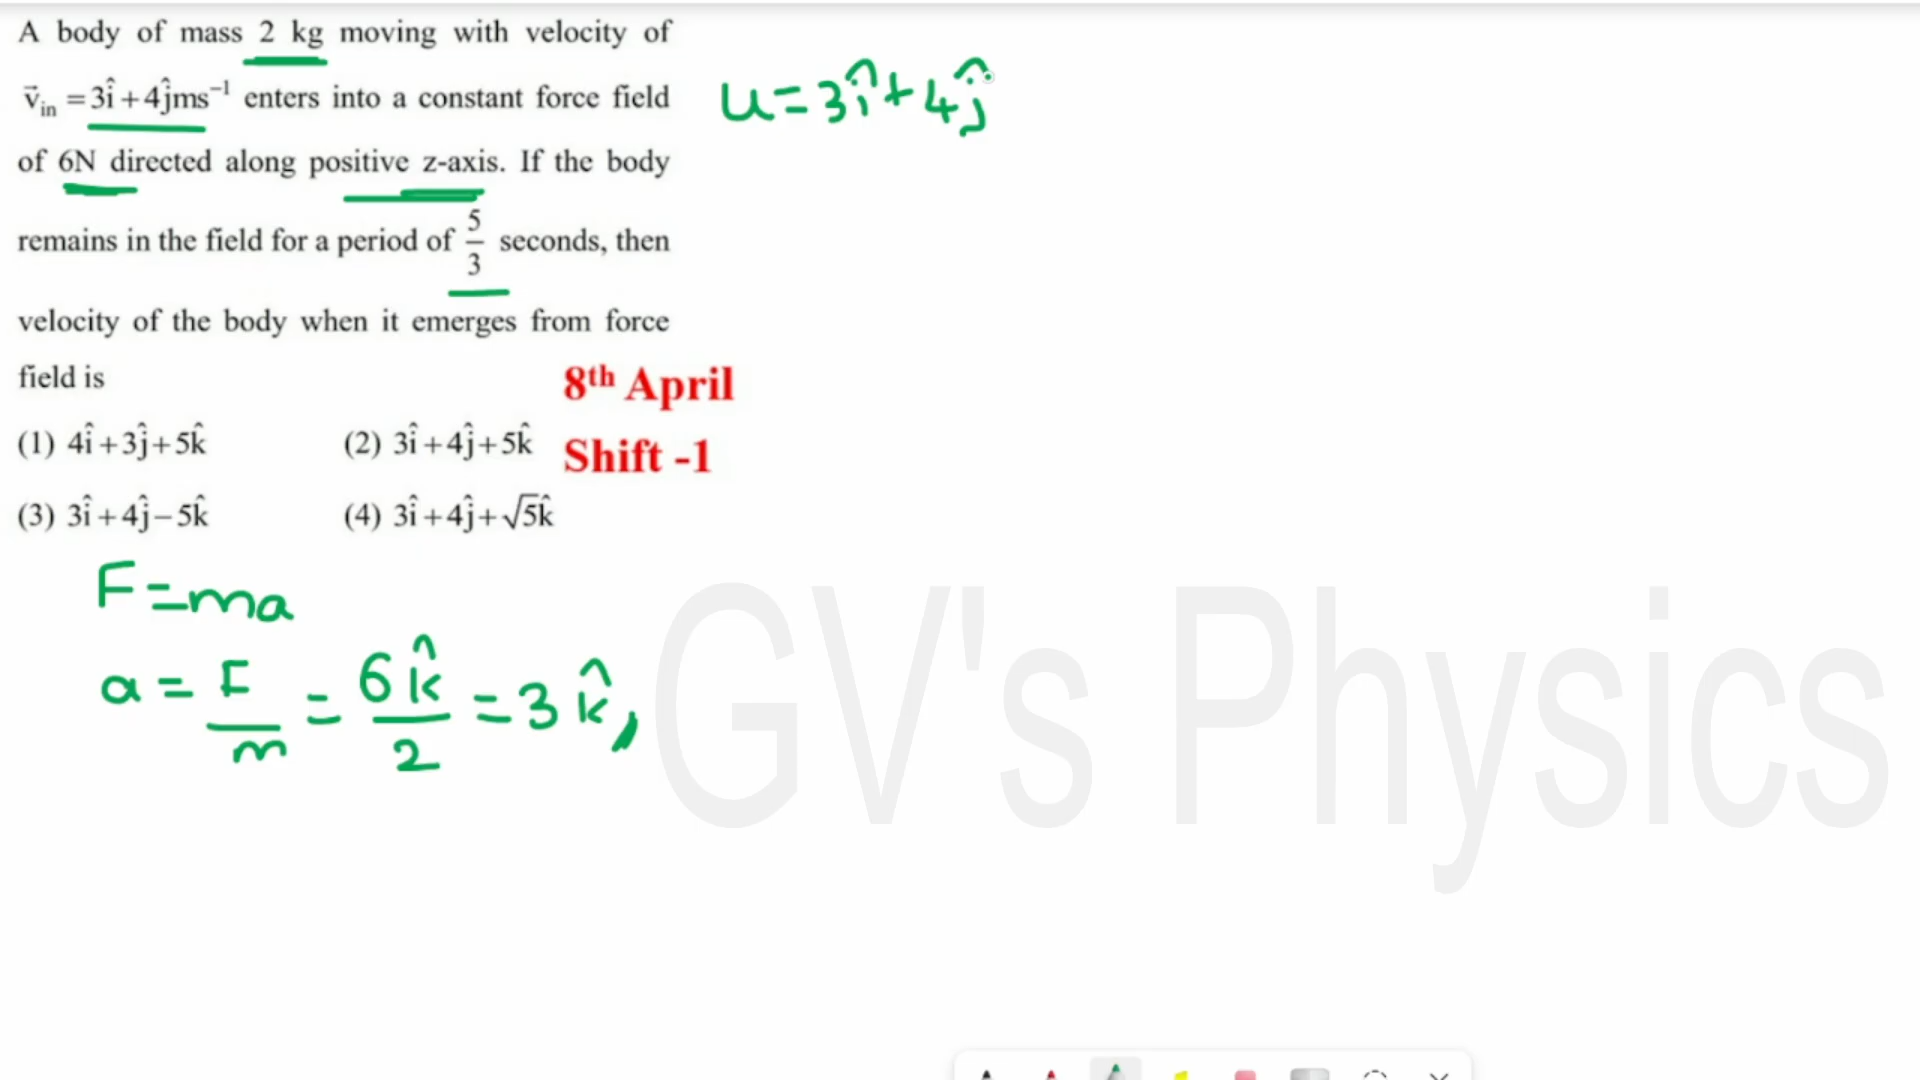 A body of mass 2 kg moving with velocity of
v⃗in = 3î + 4ĵms⁻¹ enters into a constant force field
of 6N directed along positive z-axis. If the body
remains in the field for a period of 5/3 seconds, then
velocity of the body when it emerges from force
field is
(1) 4î + 3ĵ + 5k̂ (2) 3î + 4ĵ + 5k̂
(3) 3î + 4ĵ − 5k̂ (4) 3î + 4ĵ + √5k̂
8th April
Shift -1
u = 3î + 4ĵ
F = ma
a = F/m = 6k̂/2 = 3k̂,
GV's Physics